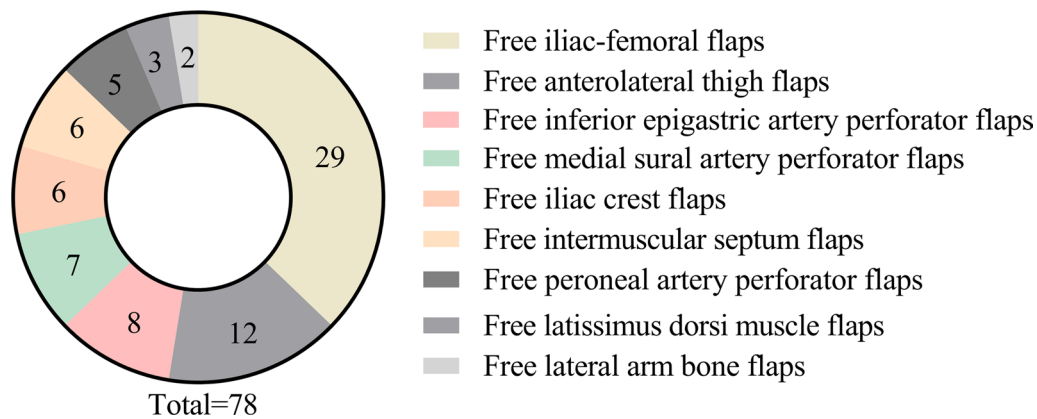 29
12
8
7
6
6
5
3
2
Total=78
Free iliac-femoral flaps
Free anterolateral thigh flaps
Free inferior epigastric artery perforator flaps
Free medial sural artery perforator flaps
Free iliac crest flaps
Free intermuscular septum flaps
Free peroneal artery perforator flaps
Free latissimus dorsi muscle flaps
Free lateral arm bone flaps